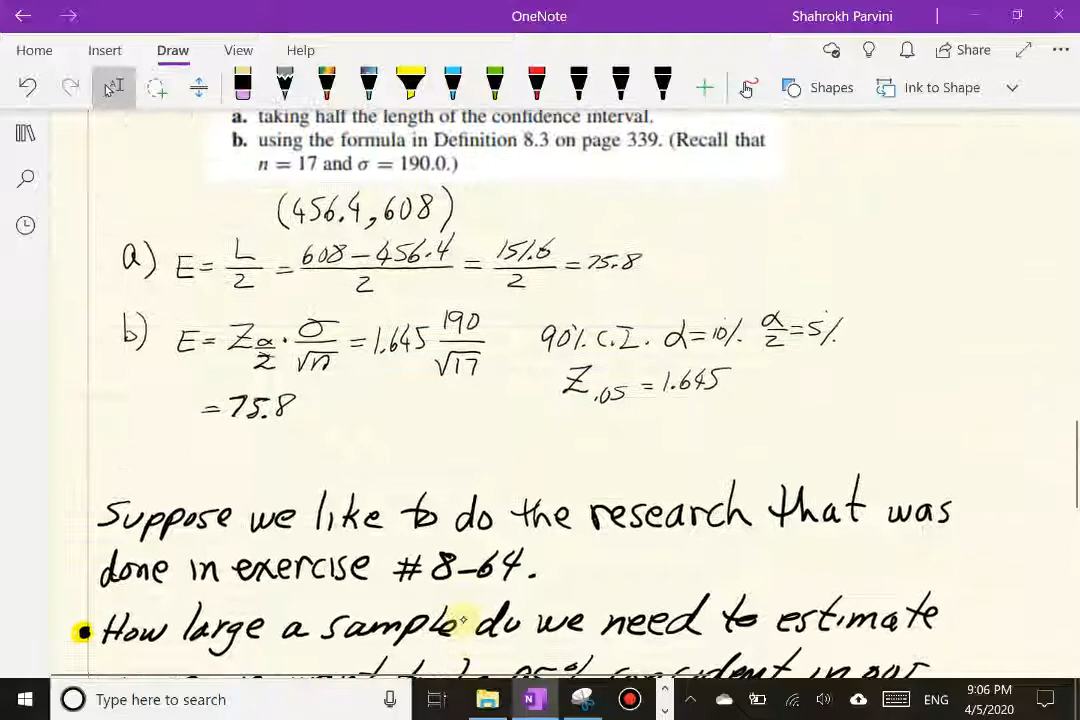 OneNote
Shahrokh Parvini
Home Insert Draw View Help
Share
Shapes
Ink to Shape
a. taking half the length of the confidence interval.
b. using the formula in Definition 8.3 on page 339. (Recall that
n = 17 and σ = 190.0.)
(456.4, 608)
a) E = L/2 = (608 - 456.4)/2 = 151.6/2 = 75.8
b) E = Z α/2 · σ/√n = 1.645 190/√17 90% C.I. α = 10% α/2 = 5%
= 75.8 Z .05 = 1.645
Suppose we like to do the research that was
done in exercise #8-64.
How large a sample do we need to estimate
95% confident in our
Type here to search
ENG
9:06 PM
4/5/2020